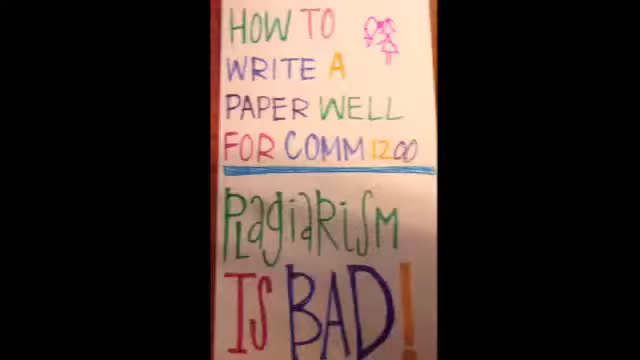 HOW TO
WRITE A
PAPER WELL
FOR COMM 1200
PLagiaRiSM
IS BAD!